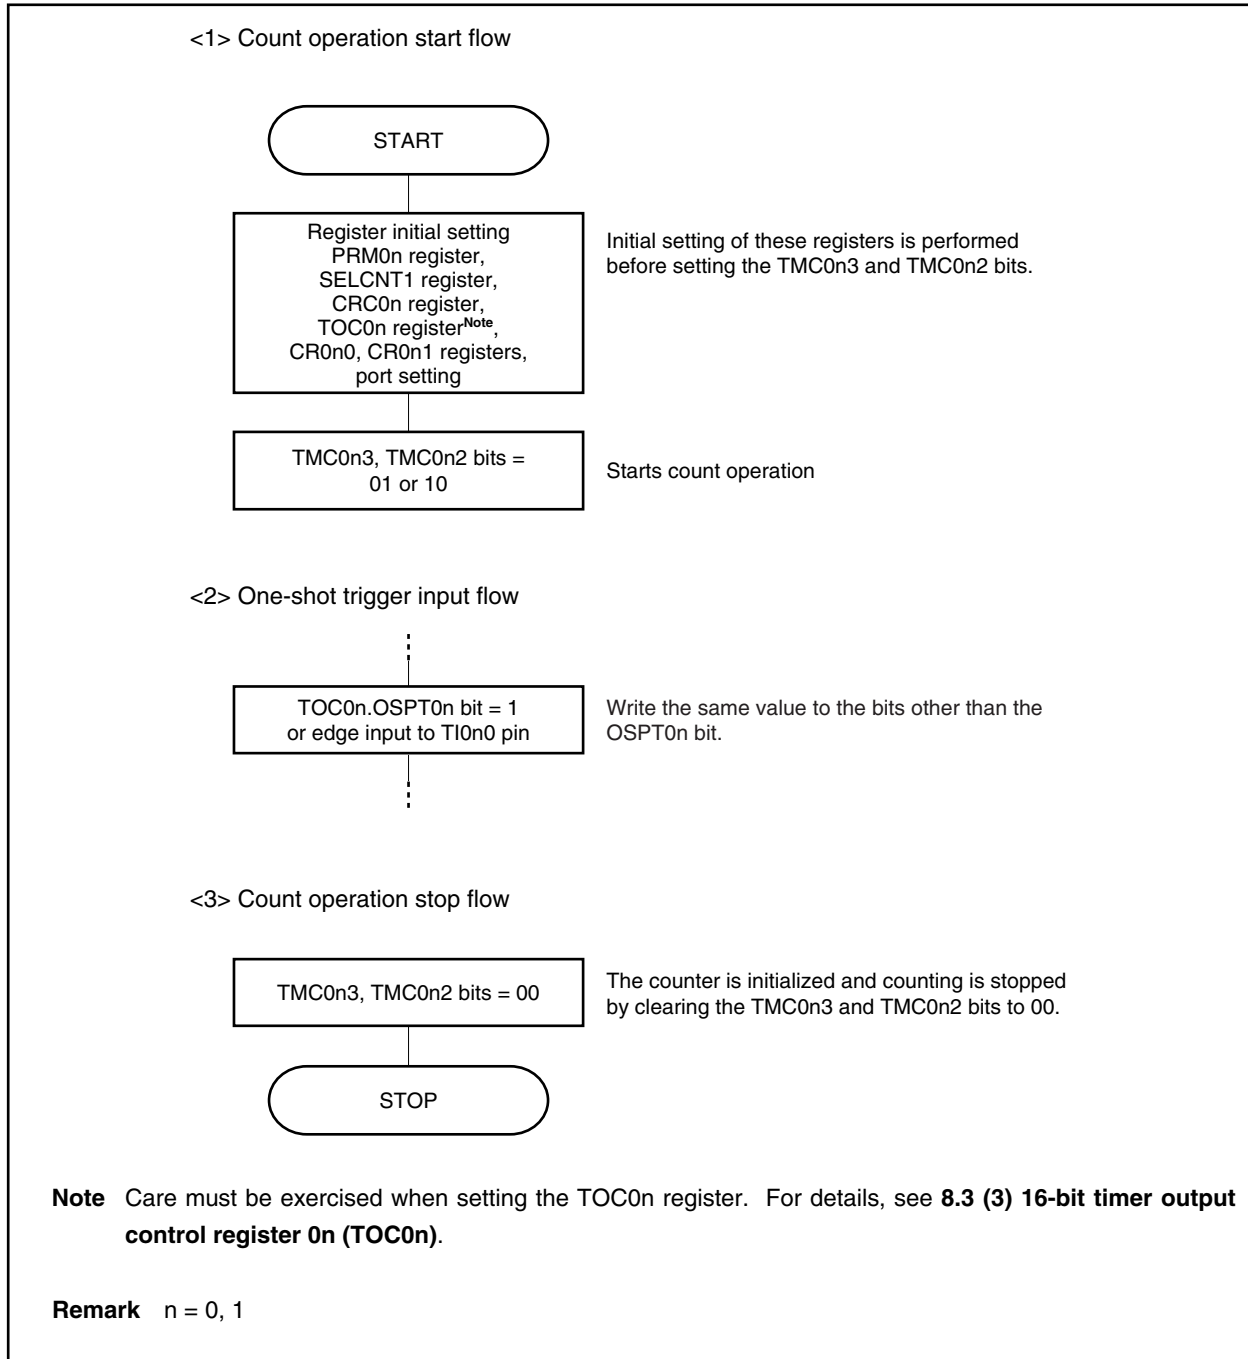 <1> Count operation start flow
START
Register initial setting
PRM0n register,
SELCNT1 register,
CRC0n register,
TOC0n registerNote,
CR0n0, CR0n1 registers,
port setting
Initial setting of these registers is performed
before setting the TMC0n3 and TMC0n2 bits.
TMC0n3, TMC0n2 bits =
01 or 10
Starts count operation
<2> One-shot trigger input flow
TOC0n.OSPT0n bit = 1
or edge input to TI0n0 pin
Write the same value to the bits other than the
OSPT0n bit.
<3> Count operation stop flow
TMC0n3, TMC0n2 bits = 00
The counter is initialized and counting is stopped
by clearing the TMC0n3 and TMC0n2 bits to 00.
STOP
Note Care must be exercised when setting the TOC0n register. For details, see 8.3 (3) 16-bit timer output
control register 0n (TOC0n).
Remark n = 0, 1